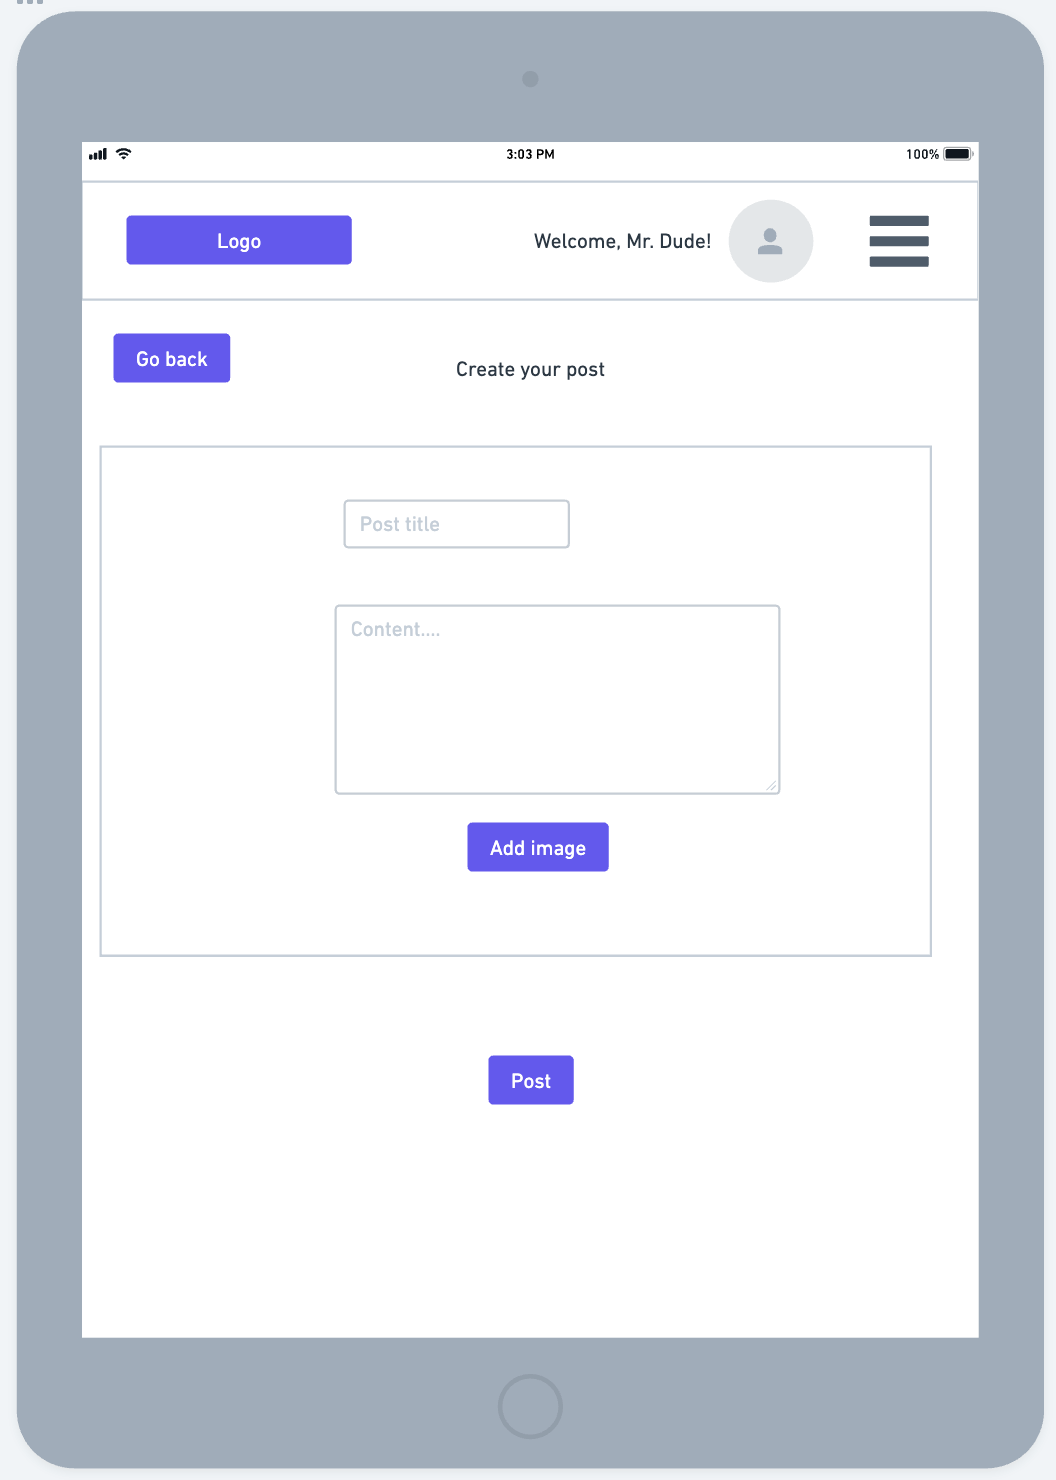 3:03 PM
100%
Logo
Welcome, Mr. Dude!
Go back
Create your post
Post title
Content....
Add image
Post